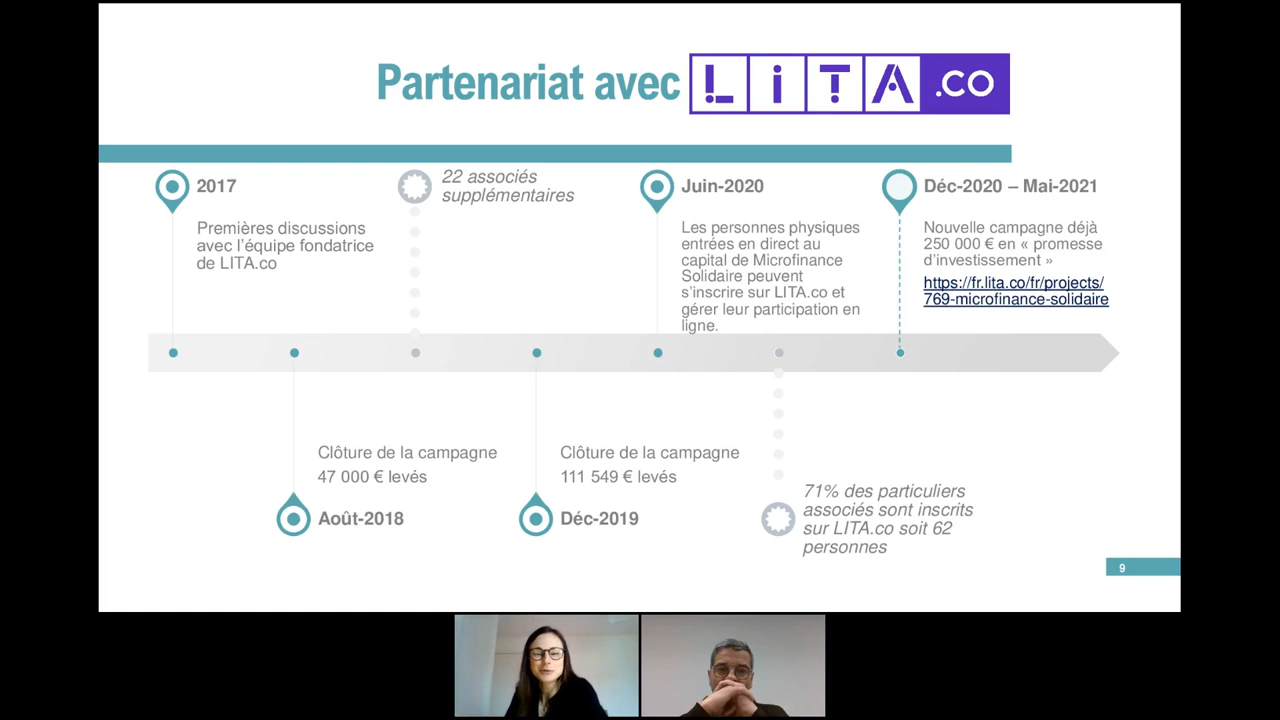 Partenariat avec LiTA.CO
2017
Premières discussions
avec l'équipe fondatrice
de LITA.co
22 associés
supplémentaires
Juin-2020
Les personnes physiques
entrées en direct au
capital de Microfinance
Solidaire peuvent
s'inscrire sur LITA.co et
gérer leur participation en
ligne.
Déc-2020 – Mai-2021
Nouvelle campagne déjà
250 000 € en « promesse
d'investissement »
https://fr.lita.co/fr/projects/
769-microfinance-solidaire
Clôture de la campagne
47 000 € levés
Août-2018
Clôture de la campagne
111 549 € levés
Déc-2019
71% des particuliers
associés sont inscrits
sur LITA.co soit 62
personnes
9